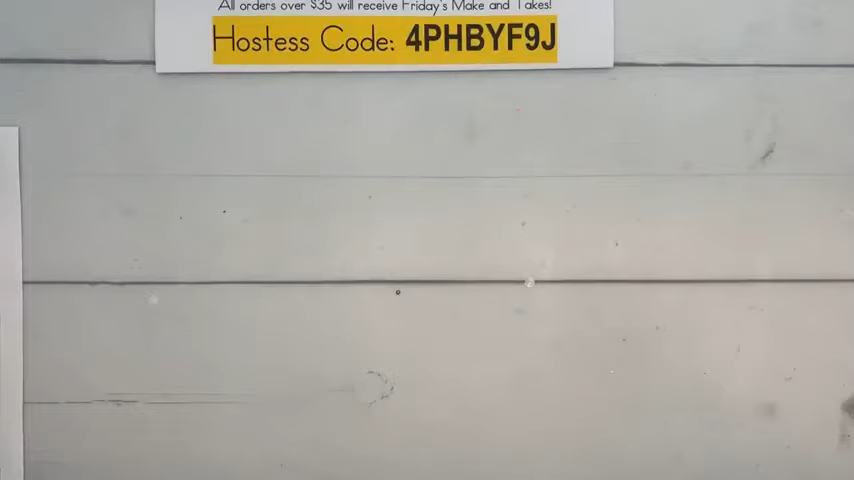 All orders over $35 will receive Friday's Make and Takes!
Hostess Code: 4PHBYF9J